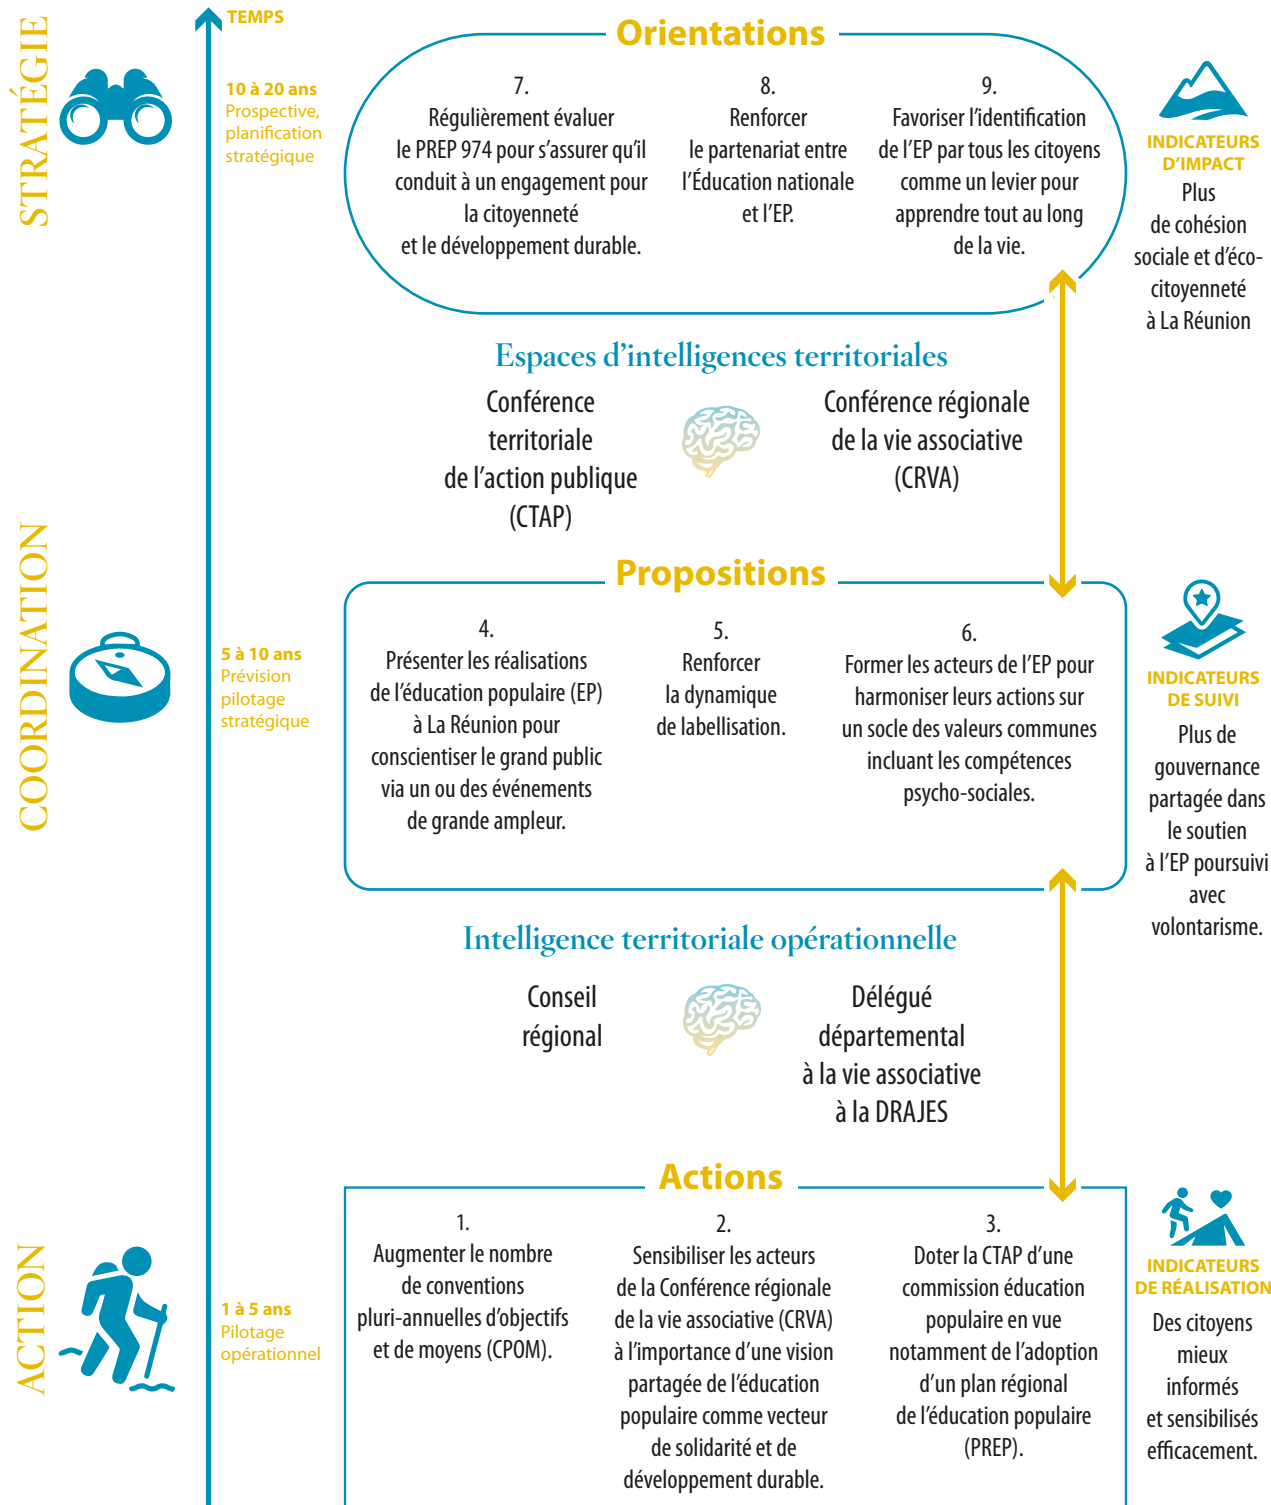 STRATÉGIE
TEMPS
10 à 20 ans
Prospective,
planification
stratégique
Orientations
7.
Régulièrement évaluer
le PREP 974 pour s’assurer qu’il
conduit à un engagement pour
la citoyenneté
et le développement durable.
8.
Renforcer
le partenariat entre
l’Éducation nationale
et l’EP.
9.
Favoriser l’identification
de l’EP par tous les citoyens
comme un levier pour
apprendre tout au long
de la vie.
INDICATEURS
D’IMPACT
Plus
de cohésion
sociale et d’éco-
citoyenneté
à La Réunion
Espaces d’intelligences territoriales
Conférence
territoriale
de l’action publique
(CTAP)
Conférence régionale
de la vie associative
(CRVA)
COORDINATION
5 à 10 ans
Prévision
pilotage
stratégique
Propositions
4.
Présenter les réalisations
de l’éducation populaire (EP)
à La Réunion pour
conscientiser le grand public
via un ou des événements
de grande ampleur.
5.
Renforcer
la dynamique
de labellisation.
6.
Former les acteurs de l’EP pour
harmoniser leurs actions sur
un socle des valeurs communes
incluant les compétences
psycho-sociales.
INDICATEURS
DE SUIVI
Plus de
gouvernance
partagée dans
le soutien
à l’EP poursuivi
avec
volontarisme.
Intelligence territoriale opérationnelle
Conseil
régional
Délégué
départemental
à la vie associative
à la DRAJES
ACTION
1 à 5 ans
Pilotage
opérationnel
Actions
1.
Augmenter le nombre
de conventions
pluri-annuelles d’objectifs
et de moyens (CPOM).
2.
Sensibiliser les acteurs
de la Conférence régionale
de la vie associative (CRVA)
à l’importance d’une vision
partagée de l’éducation
populaire comme vecteur
de solidarité et de
développement durable.
3.
Doter la CTAP d’une
commission éducation
populaire en vue
notamment de l’adoption
d’un plan régional
de l’éducation populaire
(PREP).
INDICATEURS
DE RÉALISATION
Des citoyens
mieux
informés
et sensibilisés
efficacement.